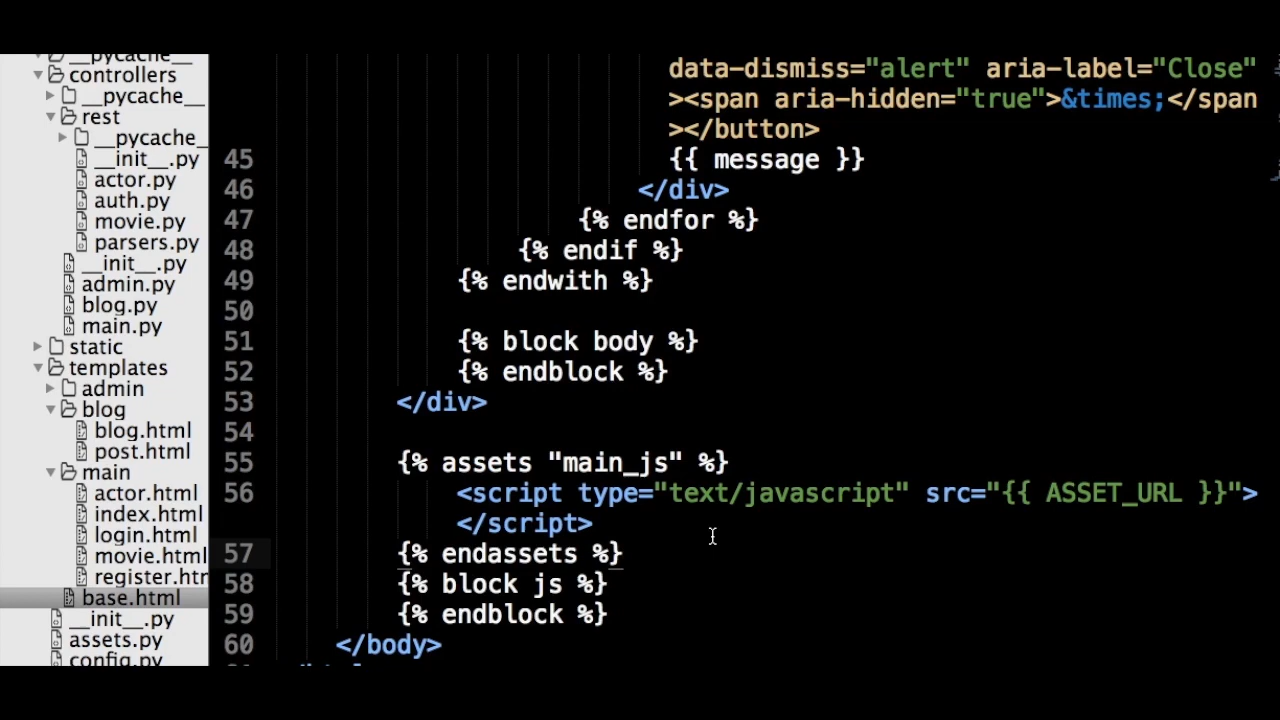 __pycache__
controllers
__pycache__
rest
__pycache_
__init__.py
actor.py
auth.py
movie.py
parsers.py
__init__.py
admin.py
blog.py
main.py
static
templates
admin
blog
blog.html
post.html
main
actor.html
index.html
login.html
movie.html
register.htr
base.html
__init__.py
assets.py
config.py
data-dismiss="alert" aria-label="Close"
><span aria-hidden="true">&times;</span
></button>
45 {{ message }}
46 </div>
47 {% endfor %}
48 {% endif %}
49 {% endwith %}
50
51 {% block body %}
52 {% endblock %}
53 </div>
54
55 {% assets "main_js" %}
56 <script type="text/javascript" src="{{ ASSET_URL }}">
</script>
57 {% endassets %}
58 {% block js %}
59 {% endblock %}
60 </body>